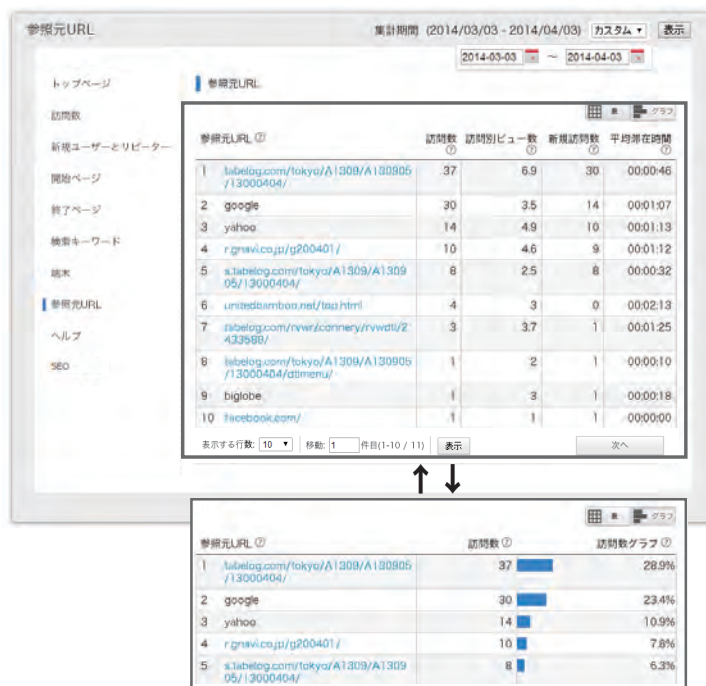 参照元URL
集計期間 (2014/03/03 - 2014/04/03) カスタム 表示
2014-03-03 ~ 2014-04-03
トップページ
訪問数
新規ユーザーとリピーター
開始ページ
終了ページ
検索キーワード
端末
参照元URL
ヘルプ
SEO
参照元URL
表 グラフ
参照元URL 訪問数 訪問別ビュー数 新規訪問数 平均滞在時間
1 tabelog.com/tokyo/A1309/A130905 37 6.9 30 00:00:46
/13000404/
2 google 30 3.5 14 00:01:07
3 yahoo 14 4.9 10 00:01:13
4 r.gnavi.co.jp/g200401/ 10 4.6 9 00:01:12
5 s.tabelog.com/tokyo/A1309/A1309 8 2.5 8 00:00:32
05/13000404/
6 unitedbamboo.net/top.html 4 3 0 00:02:13
7 tabelog.com/rvwr/connery/rvwdtl/2 3 3.7 1 00:01:25
433588/
8 tabelog.com/tokyo/A1309/A130905 1 2 1 00:00:10
/13000404/dtlmenu/
9 biglobe 1 3 1 00:00:18
10 facebook.com/ 1 1 1 00:00:00
表示する行数: 10 移動: 1 件目(1-10 / 11) 表示 次へ
表 グラフ
参照元URL 訪問数 訪問数グラフ
1 tabelog.com/tokyo/A1309/A130905 37 28.9%
/13000404/
2 google 30 23.4%
3 yahoo 14 10.9%
4 r.gnavi.co.jp/g200401/ 10 7.8%
5 s.tabelog.com/tokyo/A1309/A1309 8 6.3%
05/13000404/